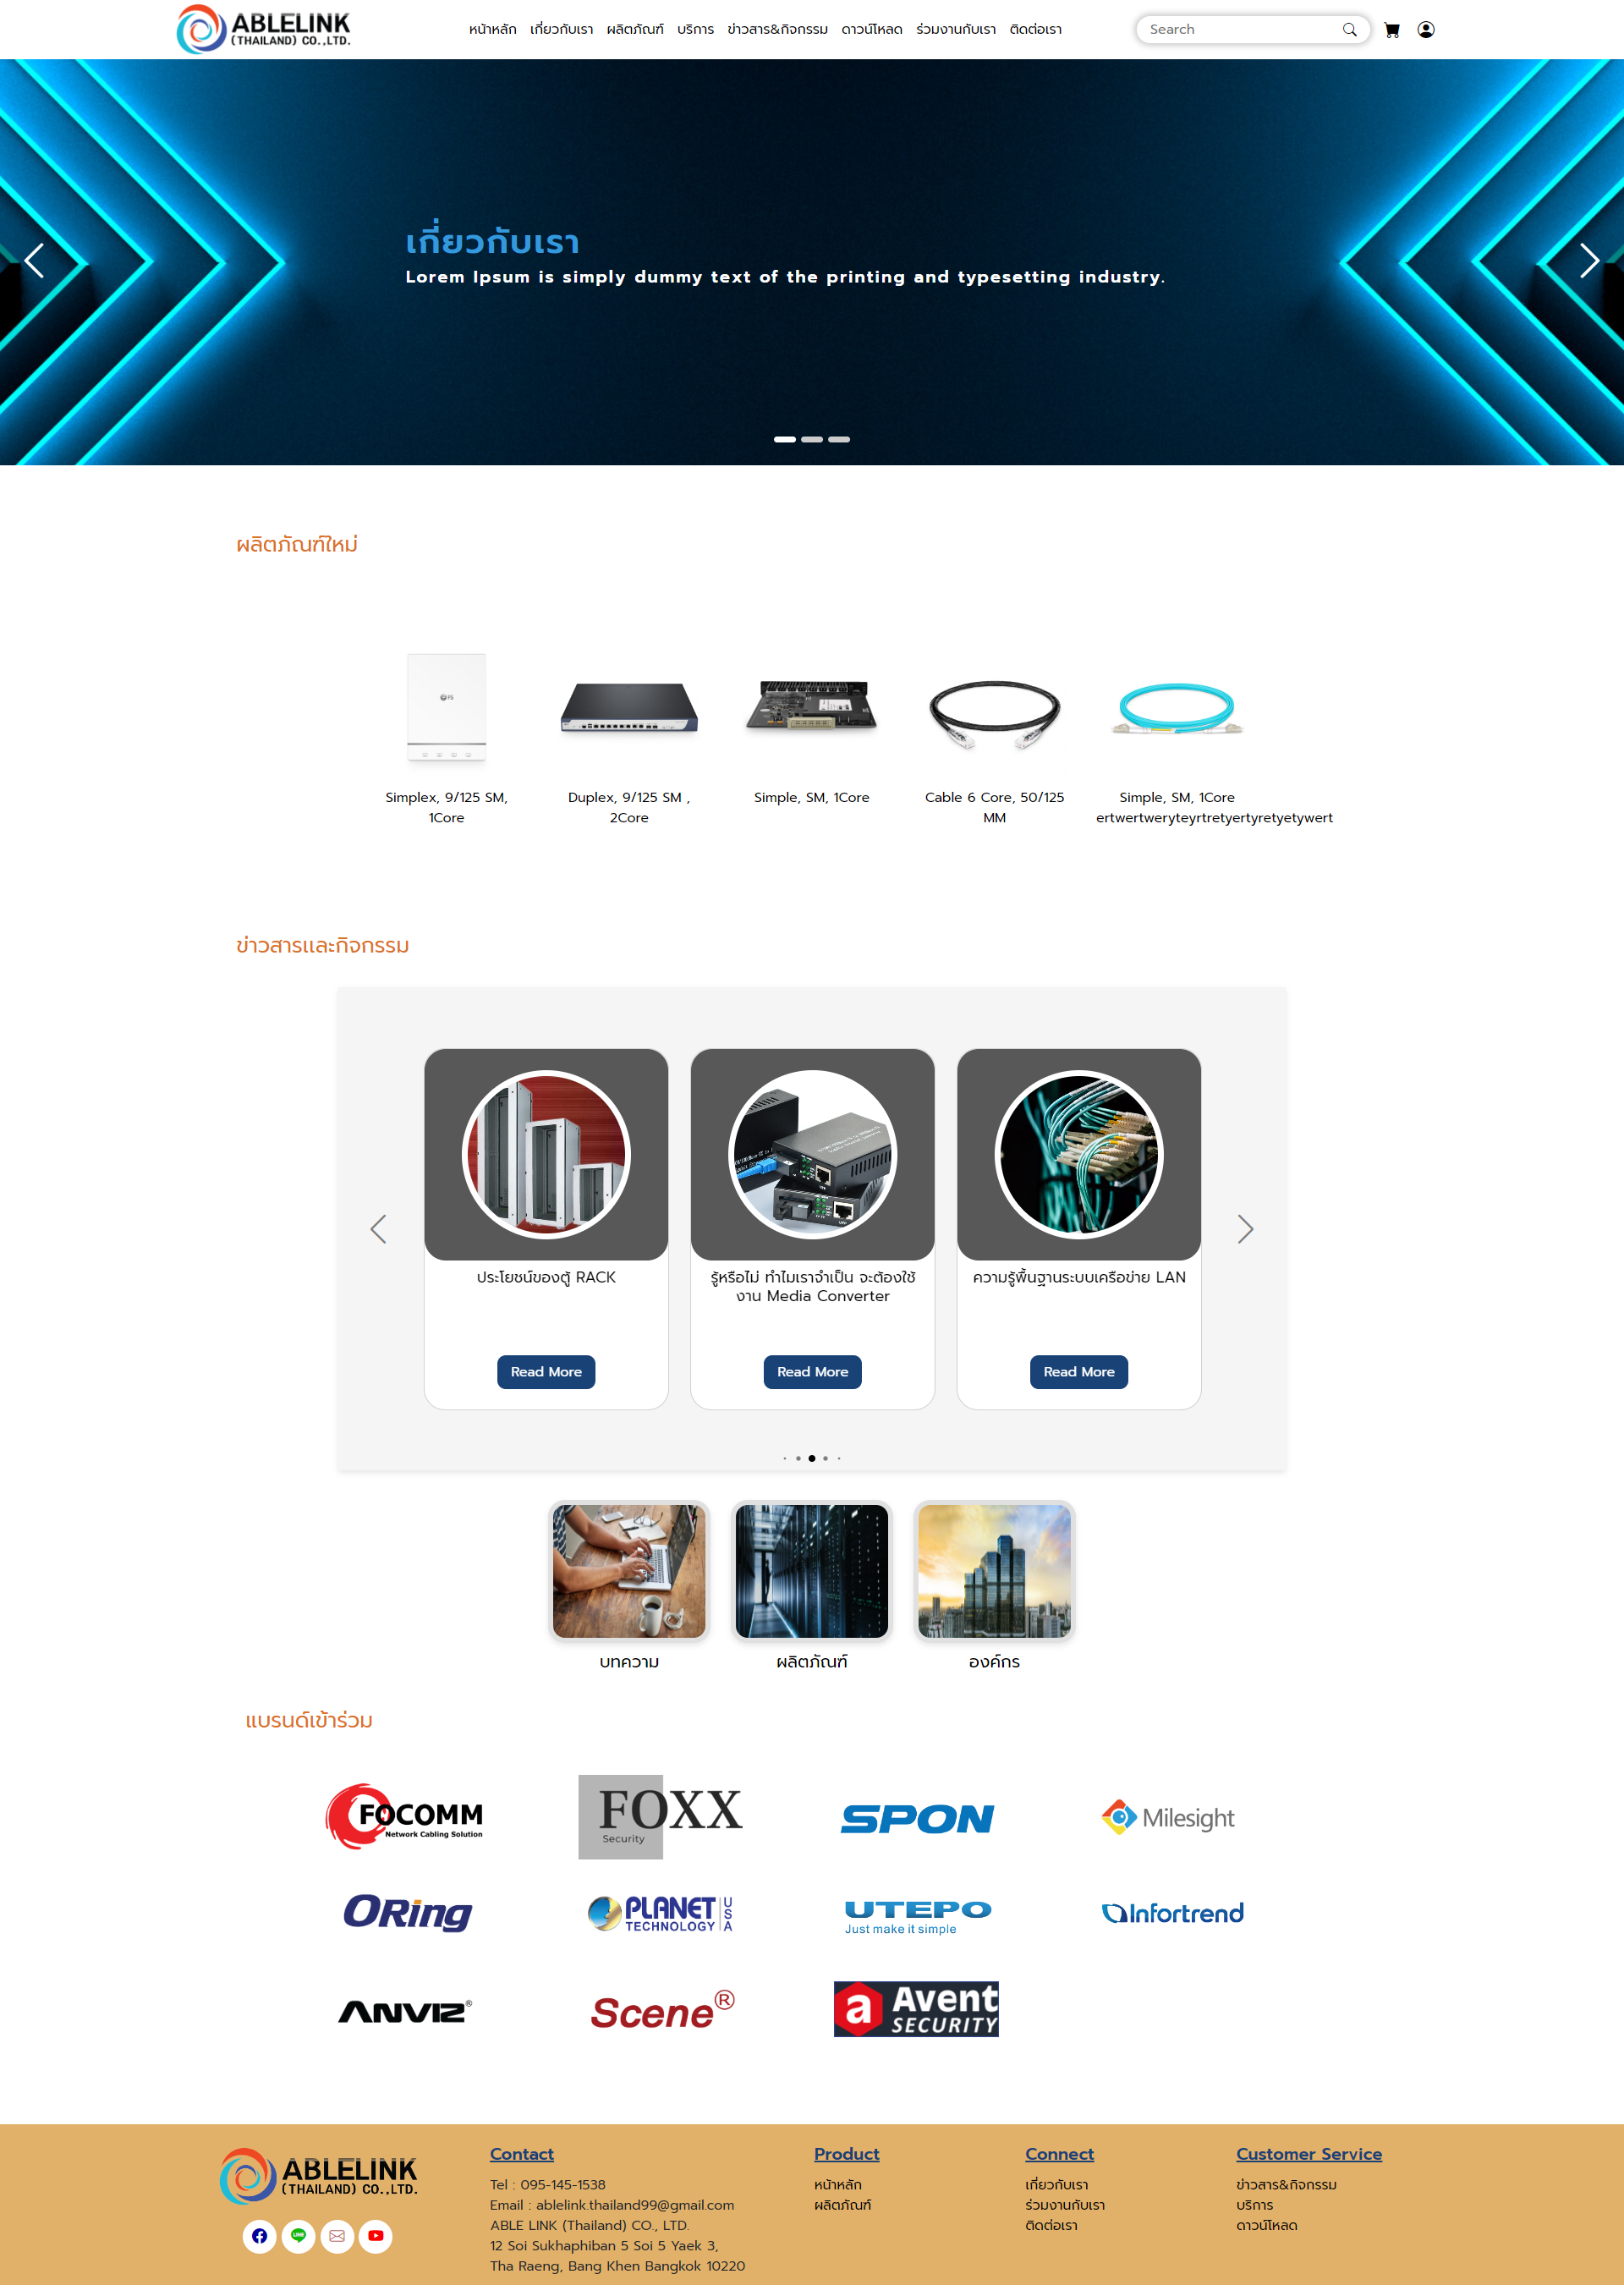 ABLELINK
(THAILAND) CO.,LTD.
หน้าหลัก เกี่ยวกับเรา ผลิตภัณฑ์ บริการ ข่าวสาร&กิจกรรม ดาวน์โหลด ร่วมงานกับเรา ติดต่อเรา
Search
เกี่ยวกับเรา
Lorem Ipsum is simply dummy text of the printing and typesetting industry.
ผลิตภัณฑ์ใหม่
FS
Simplex, 9/125 SM,
1Core
Duplex, 9/125 SM ,
2Core
Simple, SM, 1Core
Cable 6 Core, 50/125
MM
Simple, SM, 1Core
ertwertweryteyrtretyertyretyetywert
ข่าวสารและกิจกรรม
ประโยชน์ของตู้ RACK
Read More
รู้หรือไม่ ทำไมเราจำเป็น จะต้องใช้
งาน Media Converter
Read More
ความรู้พื้นฐานระบบเครือข่าย LAN
Read More
บทความ
ผลิตภัณฑ์
องค์กร
แบรนด์เข้าร่วม
FOCOMM
Network Cabling Solution
FOXX
Security
SPON
Milesight
ORing
PLANET
TECHNOLOGY
USA
UTEPO
Just make it simple
Infortrend
ANVIZ®
Scene®
a Avent
SECURITY
ABLELINK
(THAILAND) CO.,LTD.
LINE
Contact
Tel : 095-145-1538
Email : ablelink.thailand99@gmail.com
ABLE LINK (Thailand) CO., LTD.
12 Soi Sukhaphiban 5 Soi 5 Yaek 3,
Tha Raeng, Bang Khen Bangkok 10220
Product
หน้าหลัก
ผลิตภัณฑ์
Connect
เกี่ยวกับเรา
ร่วมงานกับเรา
ติดต่อเรา
Customer Service
ข่าวสาร&กิจกรรม
บริการ
ดาวน์โหลด